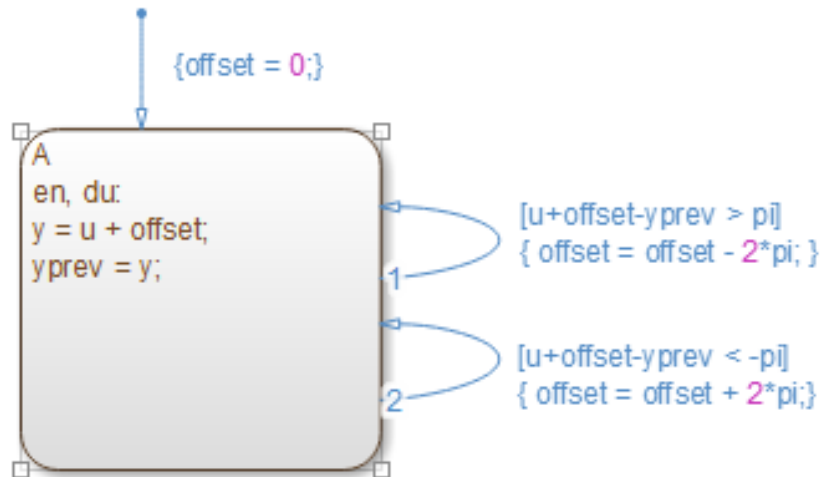 {offset = 0;}
A
en, du:
y = u + offset;
yprev = y;
[u+offset-yprev > pi]
{ offset = offset - 2*pi; }
1
[u+offset-yprev < -pi]
{ offset = offset + 2*pi;}
2